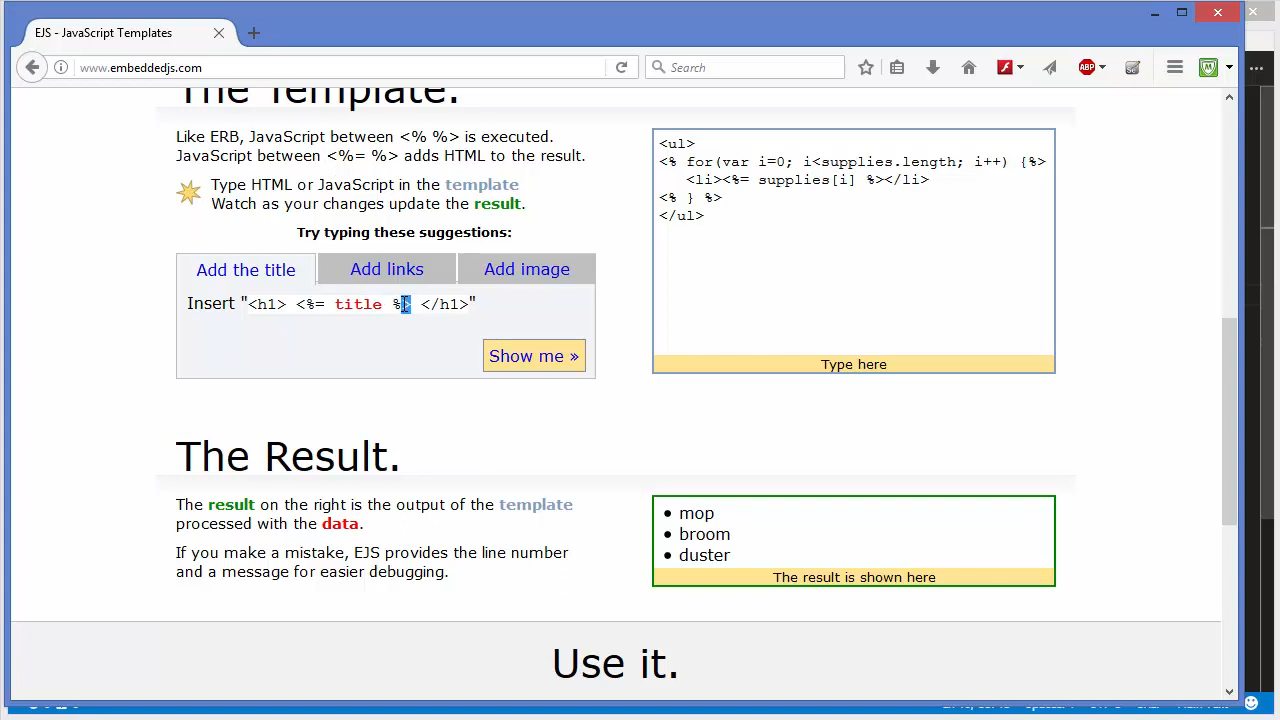 EJS - JavaScript Templates
www.embeddedjs.com
Search
ABP
The Template.
Like ERB, JavaScript between <% %> is executed.
JavaScript between <%= %> adds HTML to the result.
Type HTML or JavaScript in the template
Watch as your changes update the result.
Try typing these suggestions:
Add the title
Add links
Add image
Insert "<h1> <%= title %> </h1>"
Show me »
<ul>
<% for(var i=0; i<supplies.length; i++) {%>
<li><%= supplies[i] %></li>
<% } %>
</ul>
Type here
The Result.
The result on the right is the output of the template
processed with the data.
If you make a mistake, EJS provides the line number
and a message for easier debugging.
• mop
• broom
• duster
The result is shown here
Use it.